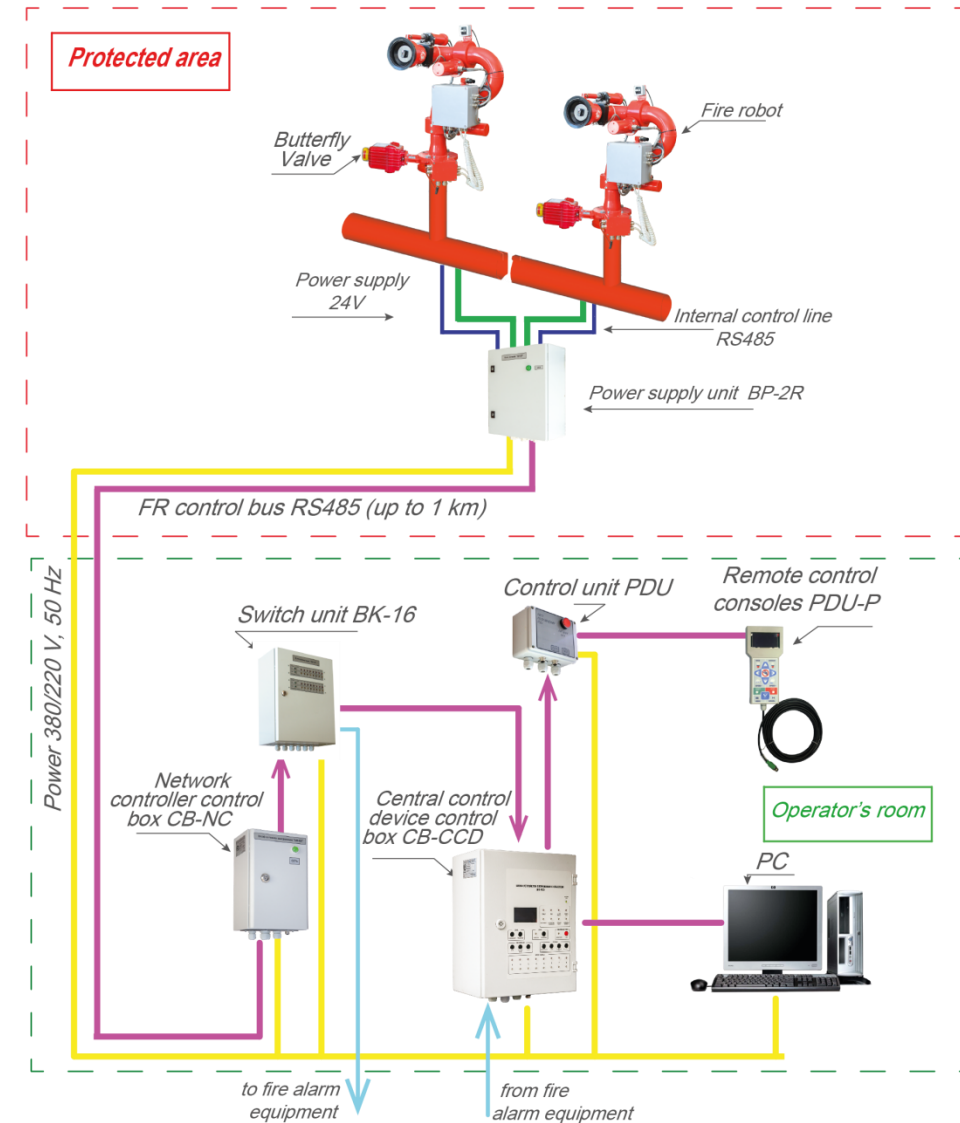 Protected area
Fire robot
Butterfly
Valve
Power supply
24V
Internal control line
RS485
Power supply unit BP-2R
FR control bus RS485 (up to 1 km)
Power 380/220 V, 50 Hz
Switch unit BK-16
Control unit PDU
Remote control
consoles PDU-P
Network
controller control
box CB-NC
Central control
device control
box CB-CCD
Operator's room
PC
to fire alarm
equipment
from fire
alarm equipment